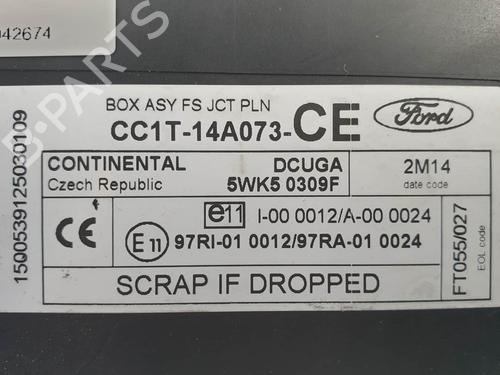 042674
BOX ASY FS JCT PLN
CC1T-14A073-CE
Ford
CONTINENTAL DCUGA 2M14
Czech Republic 5WK5 0309F date code
CE e11 I-00 0012/A-00 0024
E11 97RI-01 0012/97RA-01 0024
SCRAP IF DROPPED
FT055/027
EOL code
15005391250301​09
B-PARTS